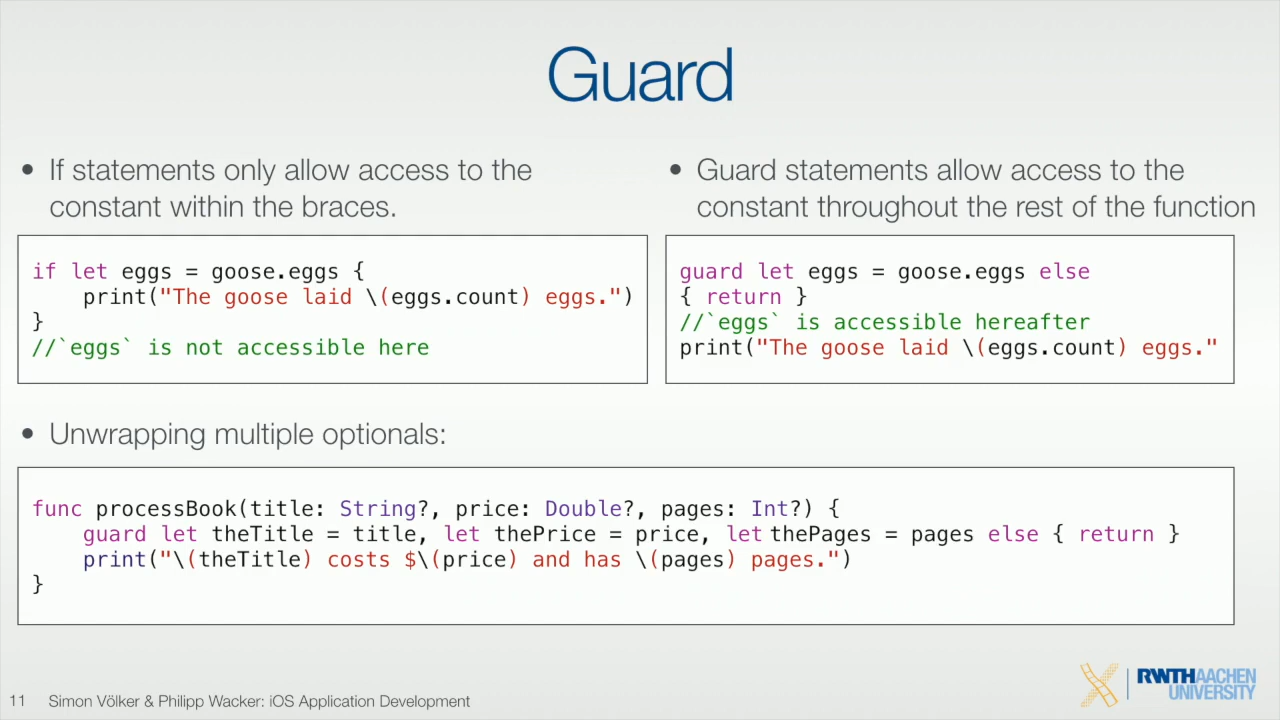 Guard
• If statements only allow access to the
constant within the braces.
if let eggs = goose.eggs {
    print("The goose laid \(eggs.count) eggs.")
}
//`eggs` is not accessible here
• Guard statements allow access to the
constant throughout the rest of the function
guard let eggs = goose.eggs else
{ return }
//`eggs` is accessible hereafter
print("The goose laid \(eggs.count) eggs."
• Unwrapping multiple optionals:
func processBook(title: String?, price: Double?, pages: Int?) {
    guard let theTitle = title, let thePrice = price, let thePages = pages else { return }
    print("\(theTitle) costs $\(price) and has \(pages) pages.")
}
11 Simon Völker & Philipp Wacker: iOS Application Development
RWTH AACHEN
UNIVERSITY